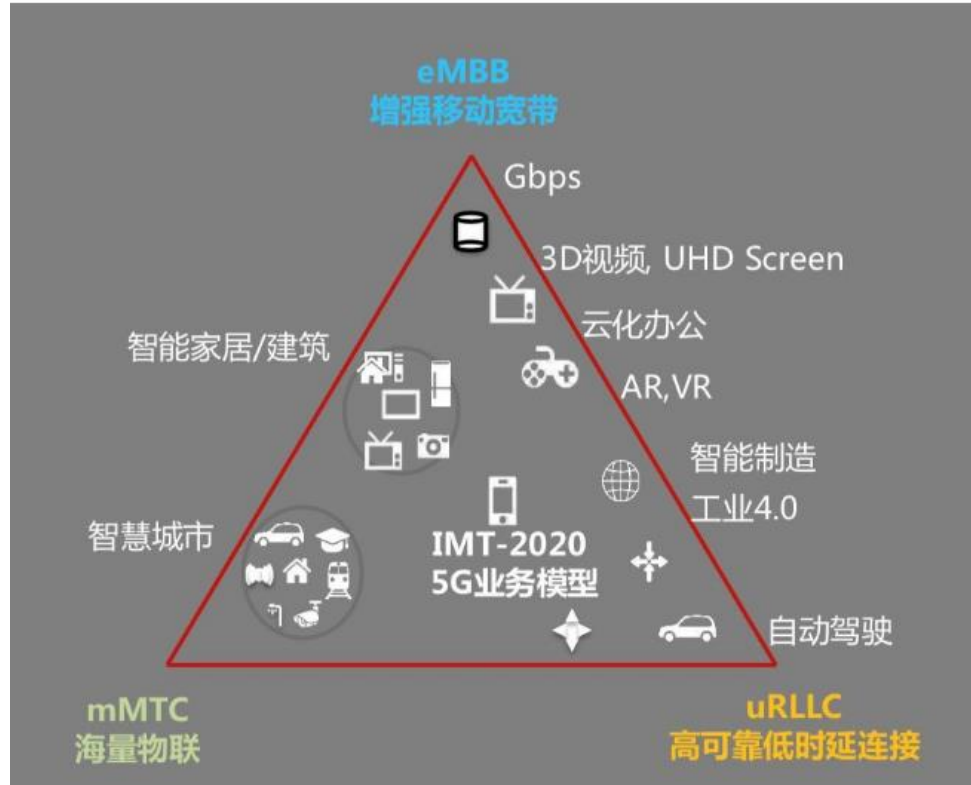 eMBB
增强移动宽带
Gbps
3D视频, UHD Screen
云化办公
智能家居/建筑
AR,VR
智能制造
工业4.0
智慧城市
IMT-2020
5G业务模型
自动驾驶
mMTC
海量物联
uRLLC
高可靠低时延连接